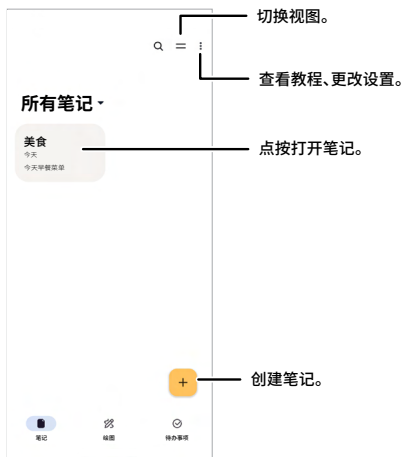 切换视图。
查看教程、更改设置。
所有笔记
美食
今天
今天早餐菜单
点按打开笔记。
创建笔记。
笔记
绘图
待办事项